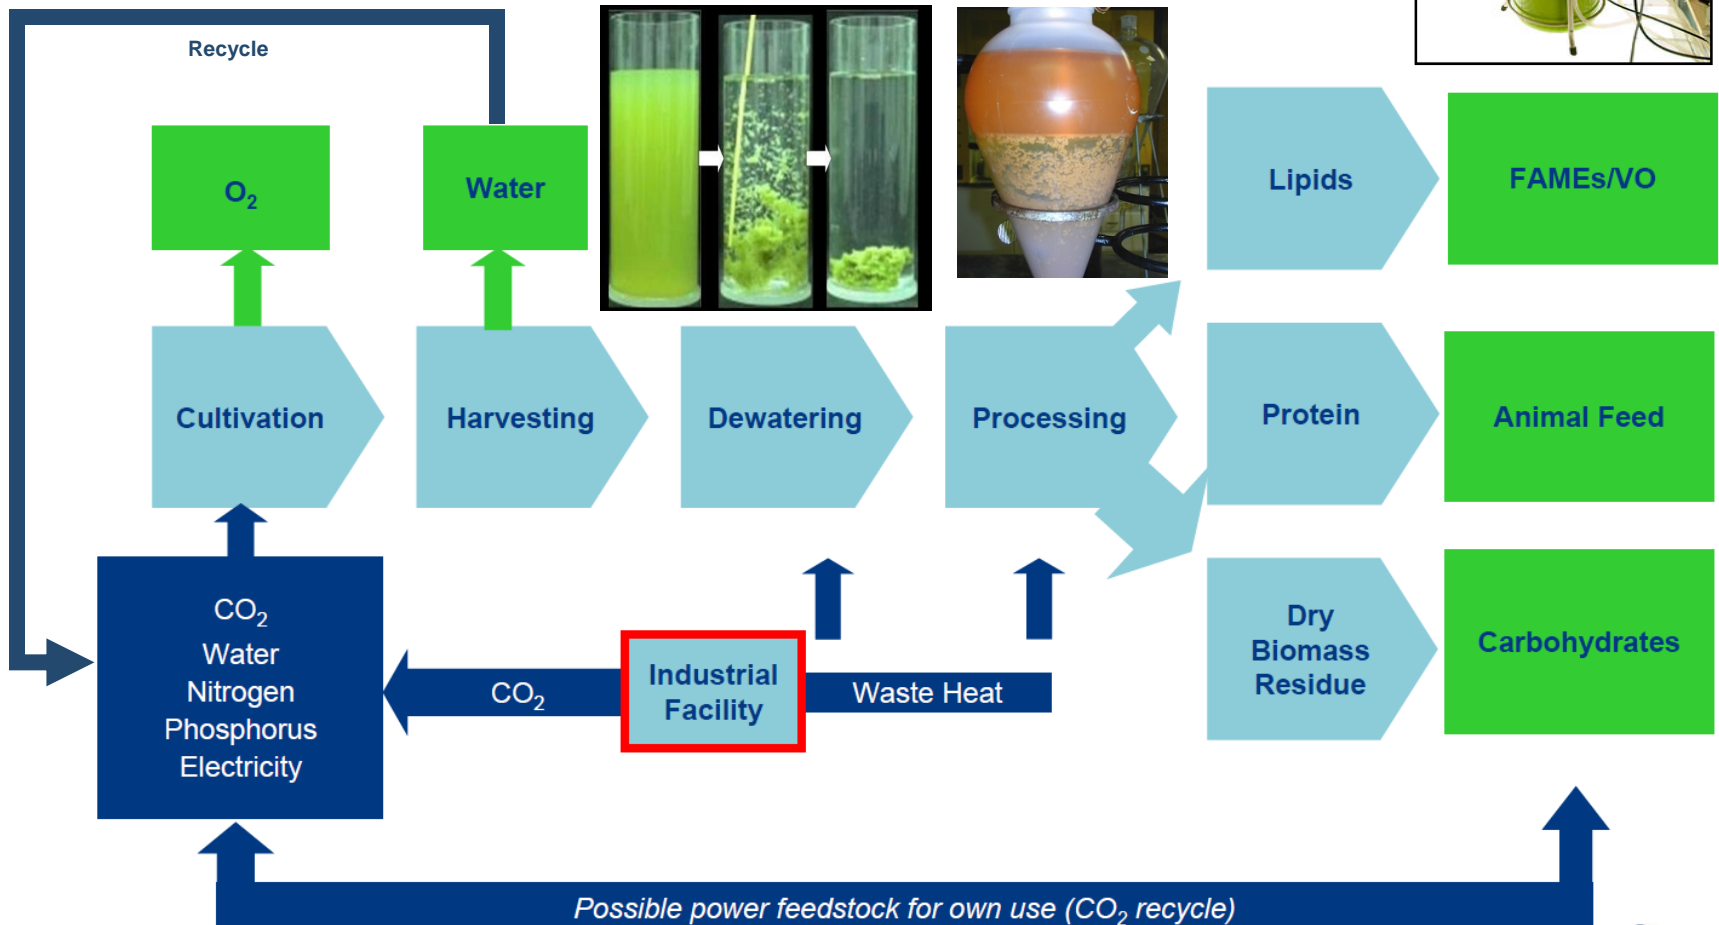 Recycle
O₂
Water
Lipids
FAMEs/VO
Cultivation
Harvesting
Dewatering
Processing
Protein
Animal Feed
CO₂
Water
Nitrogen
Phosphorus
Electricity
CO₂
Industrial
Facility
Waste Heat
Dry
Biomass
Residue
Carbohydrates
Possible power feedstock for own use (CO₂ recycle)